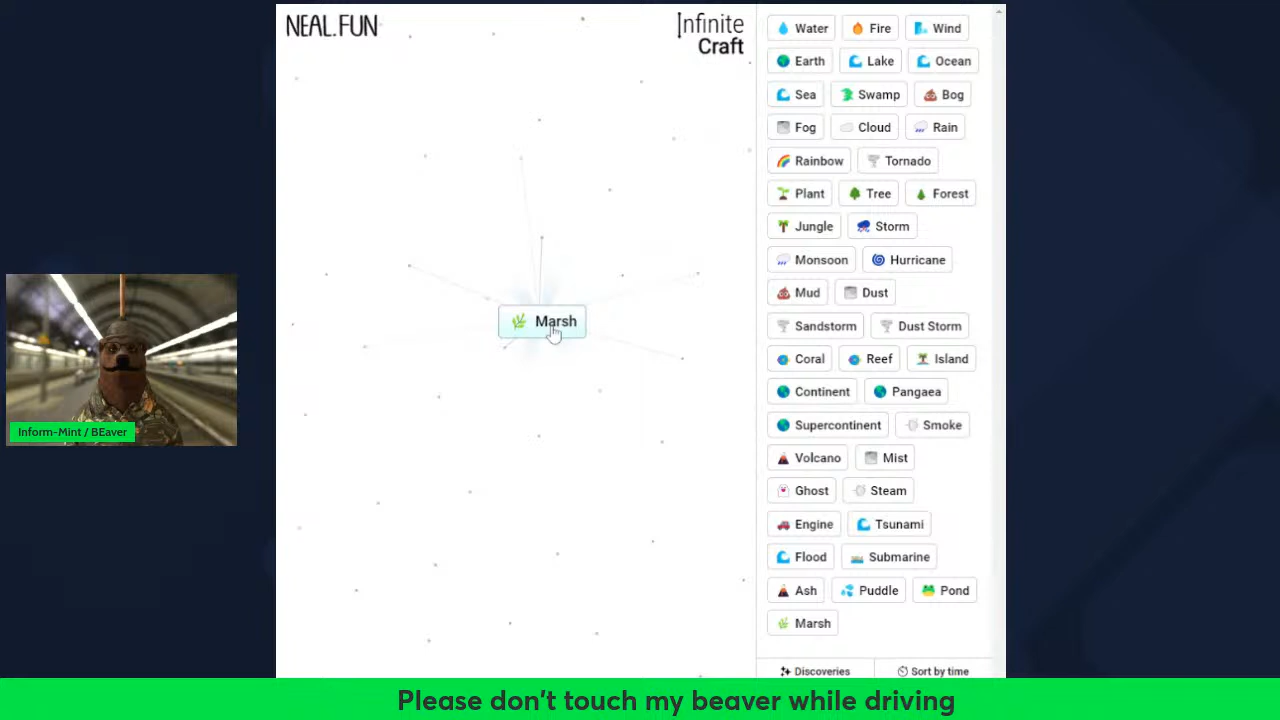 NEAL.FUN
Infinite
Craft
Water Fire Wind
Earth Lake Ocean
Sea Swamp Bog
Fog Cloud Rain
Rainbow Tornado
Plant Tree Forest
Jungle Storm
Monsoon Hurricane
Mud Dust
Sandstorm Dust Storm
Coral Reef Island
Continent Pangaea
Supercontinent Smoke
Volcano Mist
Ghost Steam
Engine Tsunami
Flood Submarine
Ash Puddle Pond
Marsh
Discoveries Sort by time
Marsh
Inform-Mint / BEaver
Please don't touch my beaver while driving